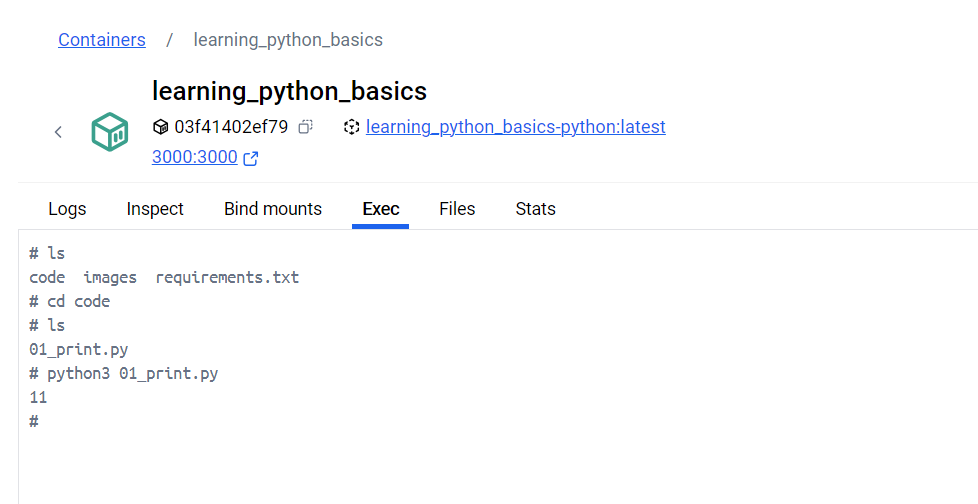 Containers / learning_python_basics
learning_python_basics
03f41402ef79 learning_python_basics-python:latest
3000:3000
Logs Inspect Bind mounts Exec Files Stats
# ls
code  images  requirements.txt
# cd code
# ls
01_print.py
# python3 01_print.py
11
#